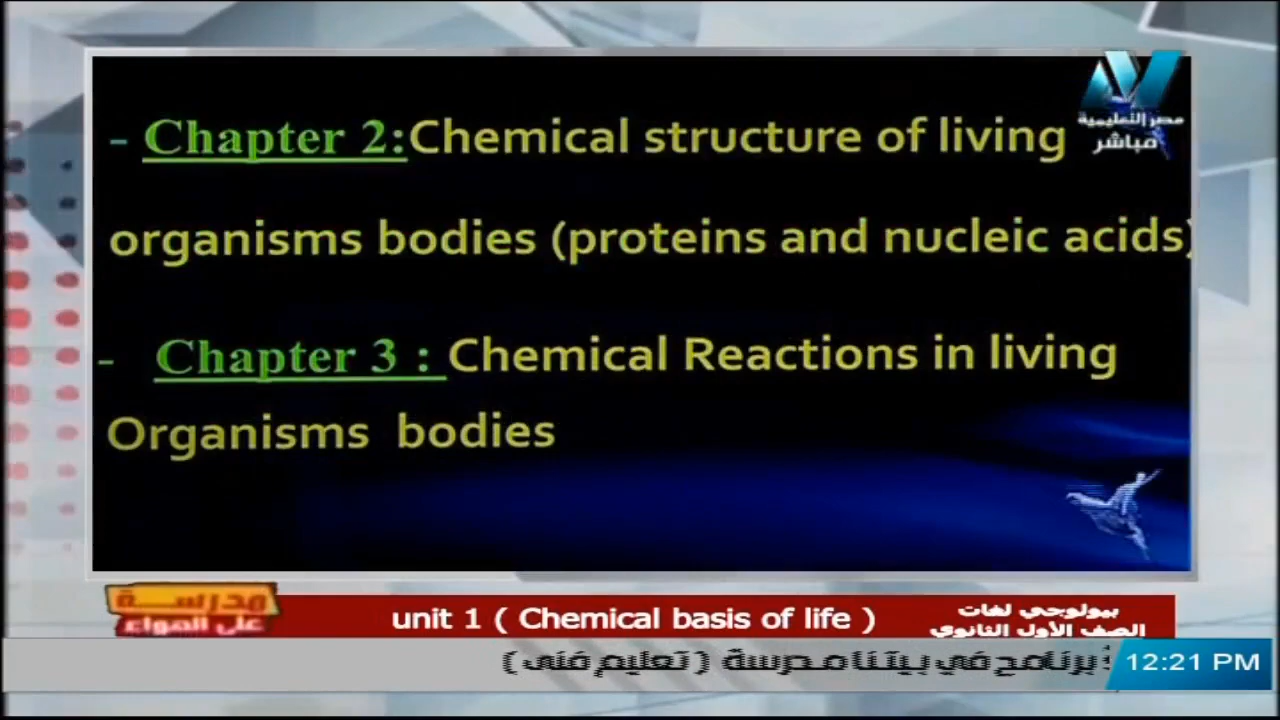 - Chapter 2:Chemical structure of living
organisms bodies (proteins and nucleic acids)
- Chapter 3 : Chemical Reactions in living
Organisms bodies
مصر التعليمية
مباشر
مدرسة
على الهواء
unit 1 ( Chemical basis of life )
بيولوجي لغات
الصف الأول الثانوي
برنامج في بيتنا مدرسة ( تعليم فنى )
12:21 PM